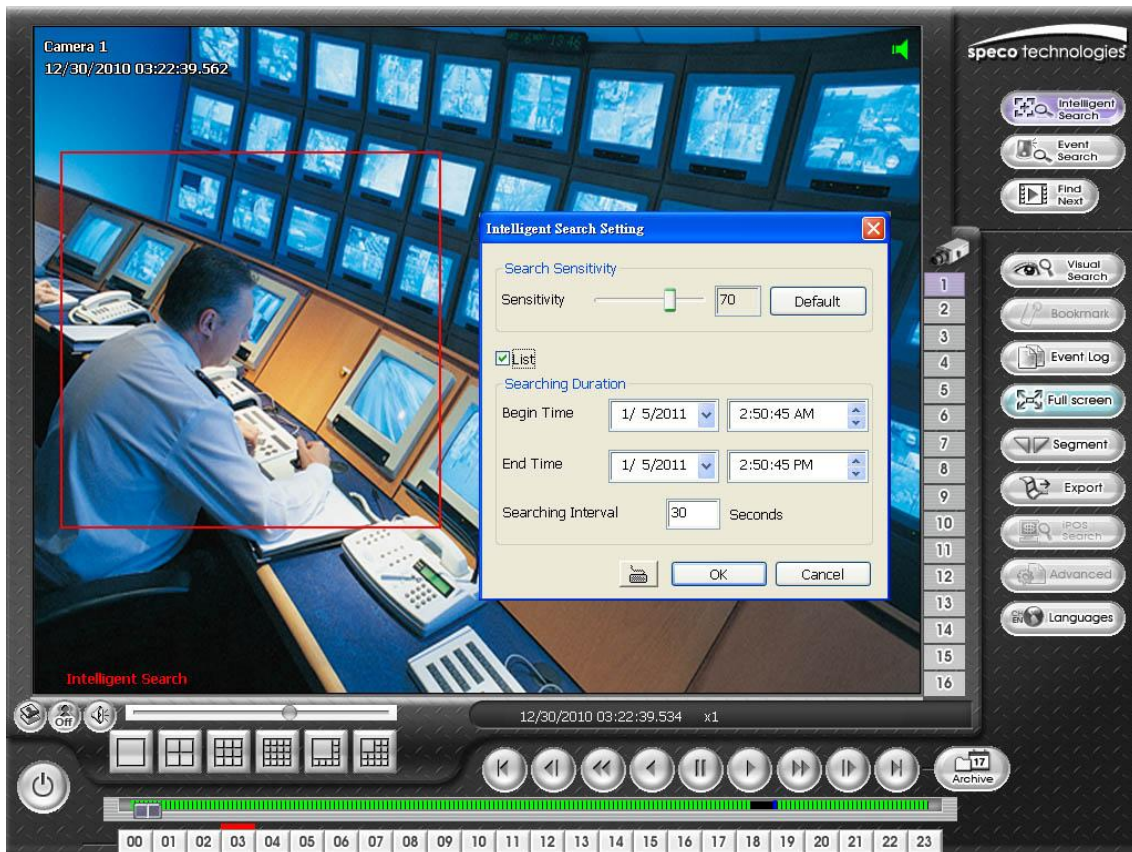 Camera 1
12/30/2010 03:22:39.562
speco technologies
Intelligent
Search
Event
Search
Find
Next
Intelligent Search Setting
Search Sensitivity
Sensitivity 70 Default
List
Searching Duration
Begin Time 1/ 5/2011 2:50:45 AM
End Time 1/ 5/2011 2:50:45 PM
Searching Interval 30 Seconds
OK Cancel
1
2
3
4
5
6
7
8
9
10
11
12
13
14
15
16
Visual
Search
Bookmark
Event Log
Full screen
Segment
Export
iPOS
Search
Advanced
CH
EN
Languages
Intelligent Search
Off
12/30/2010 03:22:39.534 x1
17
Archive
00 01 02 03 04 05 06 07 08 09 10 11 12 13 14 15 16 17 18 19 20 21 22 23